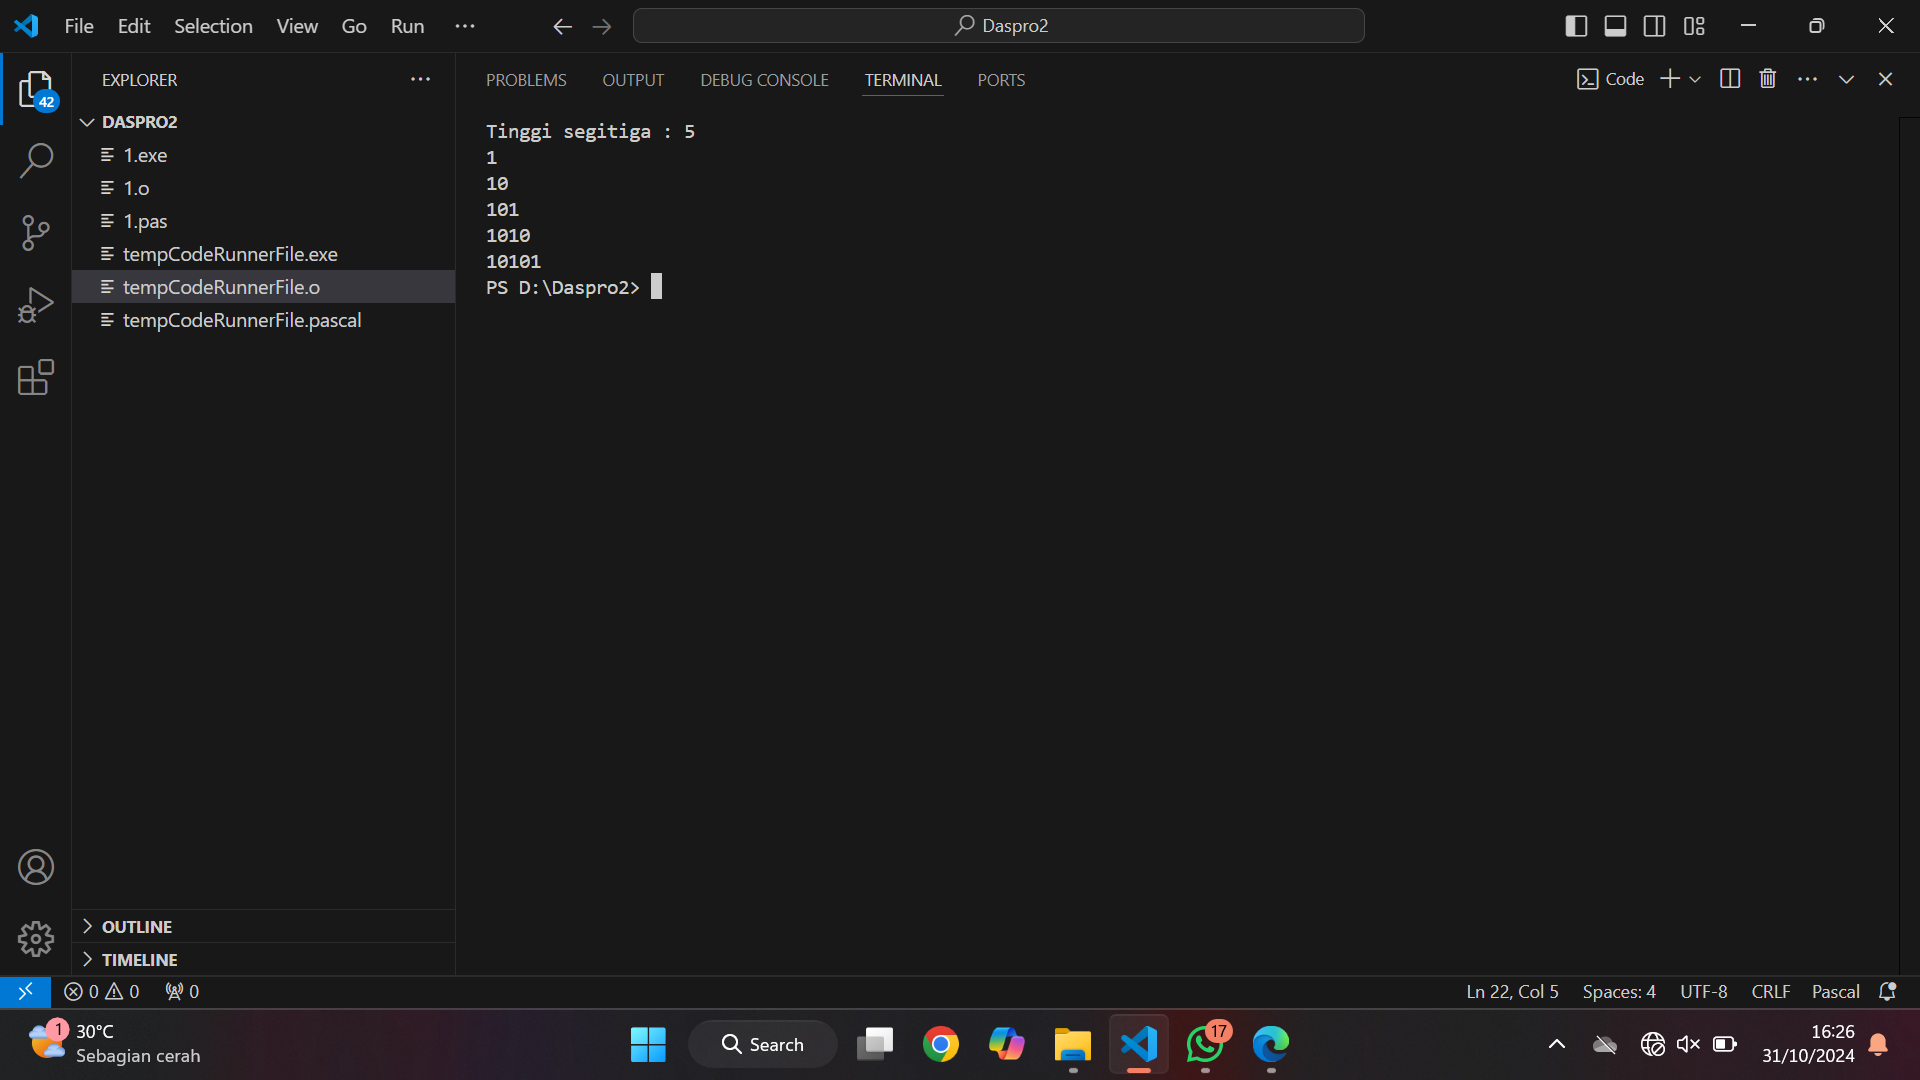 File Edit Selection View Go Run ···
Daspro2
EXPLORER
42
DASPRO2
1.exe
1.o
1.pas
tempCodeRunnerFile.exe
tempCodeRunnerFile.o
tempCodeRunnerFile.pascal
OUTLINE
TIMELINE
PROBLEMS OUTPUT DEBUG CONSOLE TERMINAL PORTS
Code
Tinggi segitiga : 5
1
10
101
1010
10101
PS D:\Daspro2>
0 0 0
Ln 22, Col 5 Spaces: 4 UTF-8 CRLF Pascal
1
30°C
Sebagian cerah
Search
17
16:26
31/10/2024